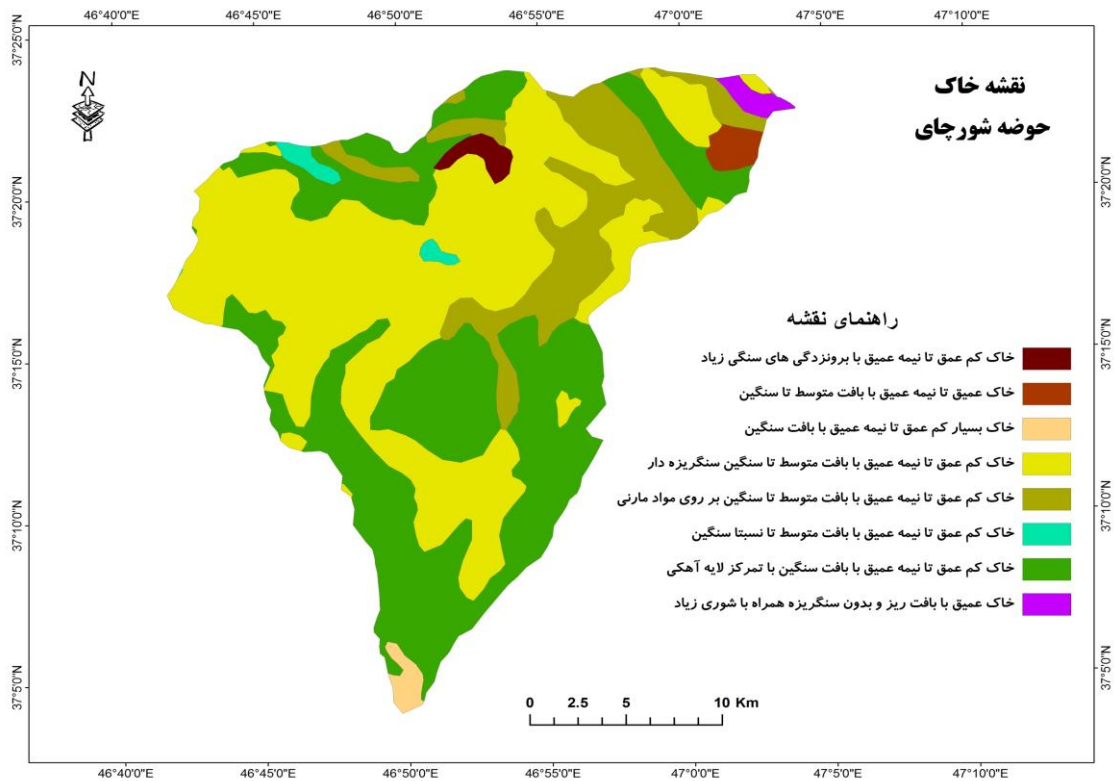 46°40'0"E 46°45'0"E 46°50'0"E 46°55'0"E 47°0'0"E 47°5'0"E 47°10'0"E
37°25'0"N
37°25'0"N
N
نقشه خاک
حوضه شورچای
37°20'0"N
37°20'0"N
راهنمای نقشه
37°15'0"N
37°15'0"N
خاک کم عمق تا نیمه عمیق با برونزدگی های سنگی زیاد
خاک عمیق تا نیمه عمیق با بافت متوسط تا سنگین
خاک بسیار کم عمق تا نیمه عمیق با بافت سنگین
خاک کم عمق تا نیمه عمیق با بافت متوسط تا سنگین سنگریزه دار
خاک کم عمق تا نیمه عمیق با بافت متوسط تا سنگین بر روی مواد مارنی
37°10'0"N
37°10'0"N
خاک کم عمق تا نیمه عمیق با بافت متوسط تا نسبتا سنگین
خاک کم عمق تا نیمه عمیق با بافت سنگین با تمرکز لایه آهکی
خاک عمیق با بافت ریز و بدون سنگریزه همراه با شوری زیاد
37°5'0"N
37°5'0"N
0 2.5 5 10 Km
46°40'0"E 46°45'0"E 46°50'0"E 46°55'0"E 47°0'0"E 47°5'0"E 47°10'0"E